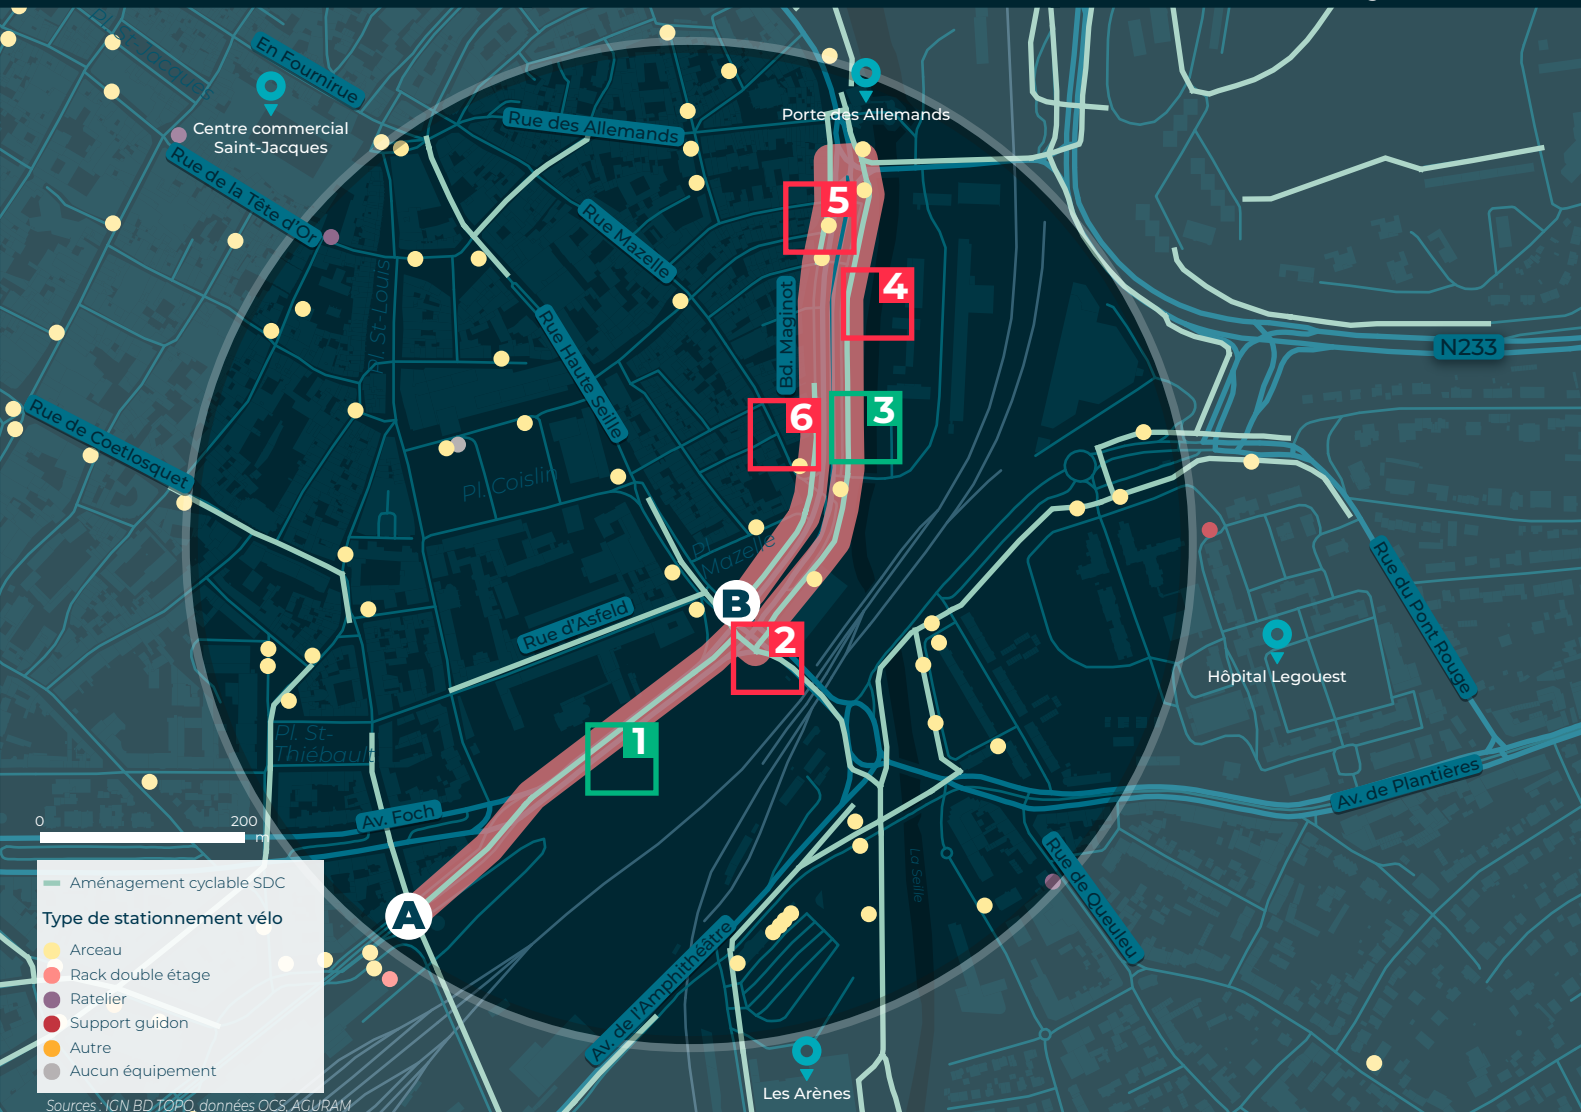 Pl. St-Jacques
En Fournirue
Centre commercial
Saint-Jacques
Rue des Allemands
Porte des Allemands
Rue de la Tête d'Or
Rue Mazelle
5
4
Pl. St-Louis
Bd. Maginot
Rue Haute Seille
N233
6
3
Rue de Coetlosquet
Pl. Coislin
Pl.
Mazelle
Rue du Pont Rouge
B
Rue d'Asfeld
2
Hôpital Legouest
1
Pl. St-
Thiébault
Av. Foch
Av. de Plantières
La Seille
Rue de Queuleu
A
Av. de l'Amphithéâtre
Les Arènes
0 200
m
Aménagement cyclable SDC
Type de stationnement vélo
Arceau
Rack double étage
Ratelier
Support guidon
Autre
Aucun équipement
Sources : IGN BD TOPO, données OCS, AGURAM